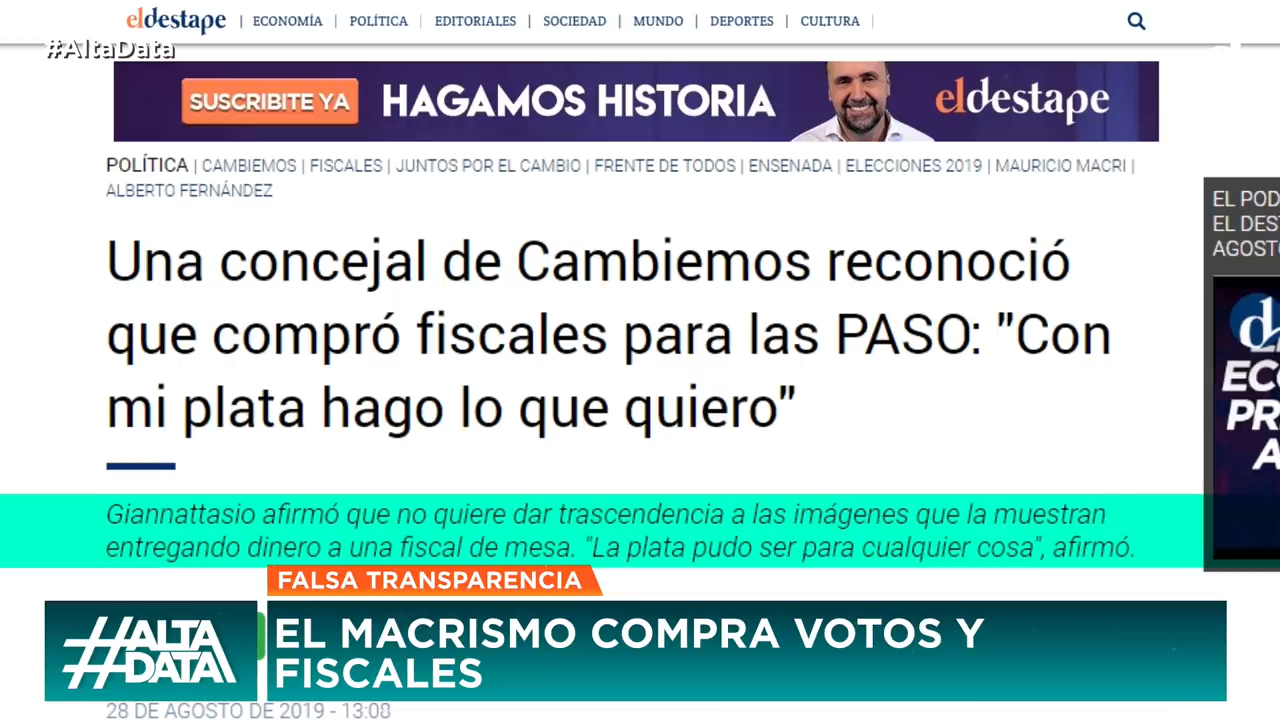 eldestape | ECONOMÍA | POLÍTICA | EDITORIALES | SOCIEDAD | MUNDO | DEPORTES | CULTURA |
#AltaData
SUSCRIBITE YA HAGAMOS HISTORIA eldestape
POLÍTICA | CAMBIEMOS | FISCALES | JUNTOS POR EL CAMBIO | FRENTE DE TODOS | ENSENADA | ELECCIONES 2019 | MAURICIO MACRI |
ALBERTO FERNÁNDEZ
EL POD
EL DES
AGOSTO
Una concejal de Cambiemos reconoció
que compró fiscales para las PASO: "Con
mi plata hago lo que quiero"
d
EC
PR
A
Giannattasio afirmó que no quiere dar trascendencia a las imágenes que la muestran
entregando dinero a una fiscal de mesa. "La plata pudo ser para cualquier cosa", afirmó.
FALSA TRANSPARENCIA
#ALTA
DATA
EL MACRISMO COMPRA VOTOS Y
FISCALES
28 DE AGOSTO DE 2019 - 13:08